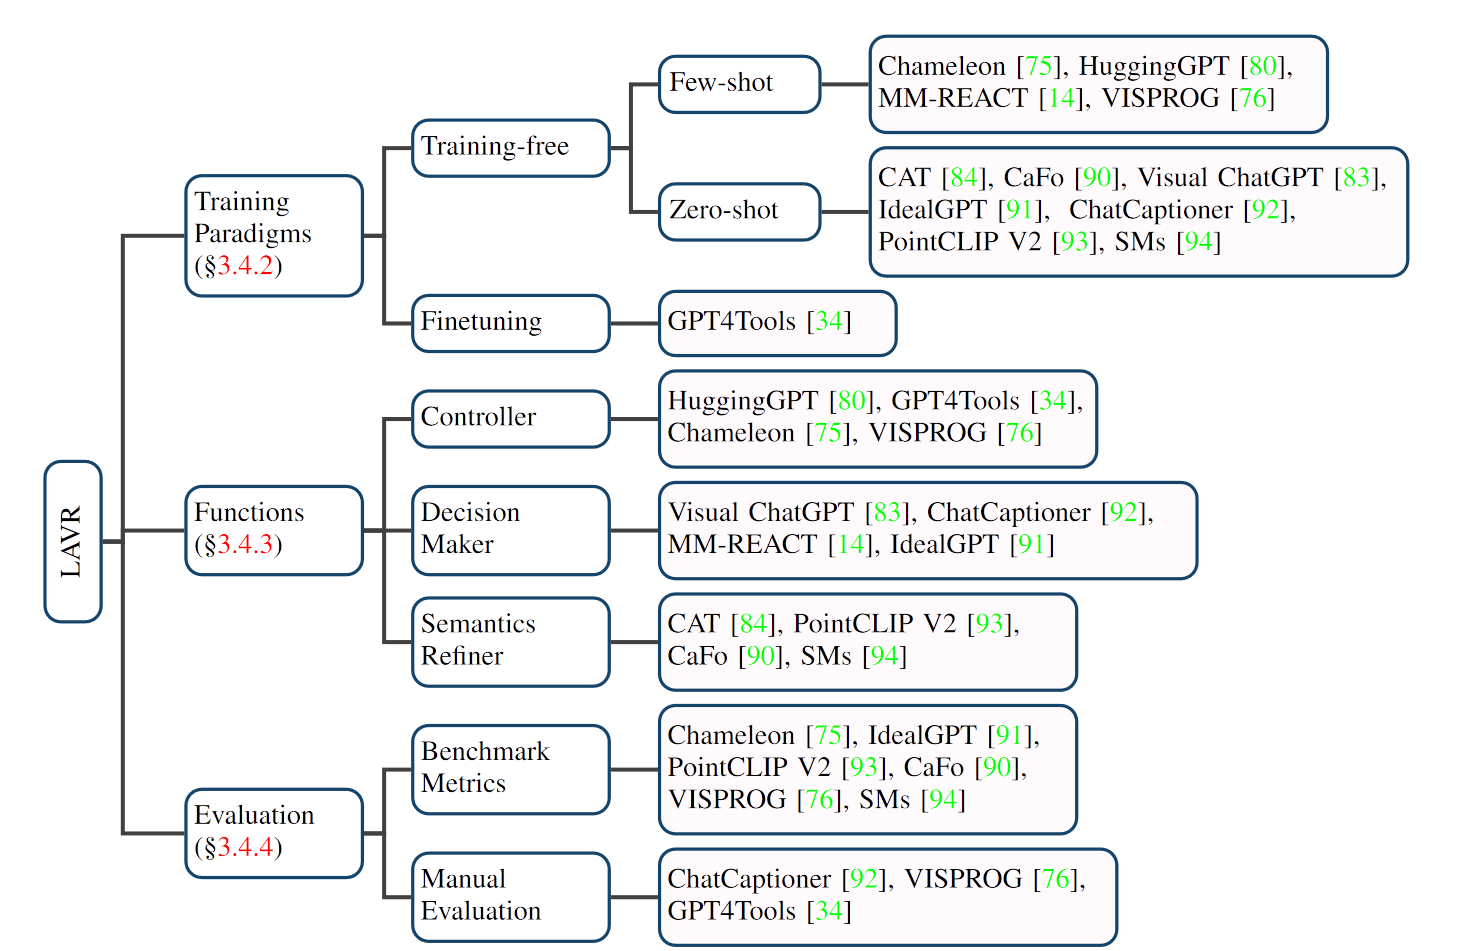 LAVR
Training
Paradigms
(§3.4.2)
Training-free
Few-shot
Chameleon [75], HuggingGPT [80],
MM-REACT [14], VISPROG [76]
Zero-shot
CAT [84], CaFo [90], Visual ChatGPT [83],
IdealGPT [91], ChatCaptioner [92],
PointCLIP V2 [93], SMs [94]
Finetuning
GPT4Tools [34]
Functions
(§3.4.3)
Controller
HuggingGPT [80], GPT4Tools [34],
Chameleon [75], VISPROG [76]
Decision
Maker
Visual ChatGPT [83], ChatCaptioner [92],
MM-REACT [14], IdealGPT [91]
Semantics
Refiner
CAT [84], PointCLIP V2 [93],
CaFo [90], SMs [94]
Evaluation
(§3.4.4)
Benchmark
Metrics
Chameleon [75], IdealGPT [91],
PointCLIP V2 [93], CaFo [90],
VISPROG [76], SMs [94]
Manual
Evaluation
ChatCaptioner [92], VISPROG [76],
GPT4Tools [34]